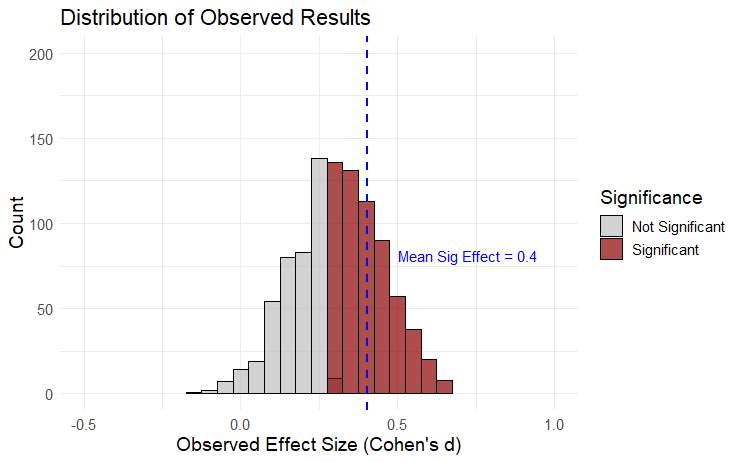 Distribution of Observed Results
200
150
100
50
0
Count
-0.5
0.0
0.5
1.0
Observed Effect Size (Cohen's d)
Mean Sig Effect = 0.4
Significance
Not Significant
Significant